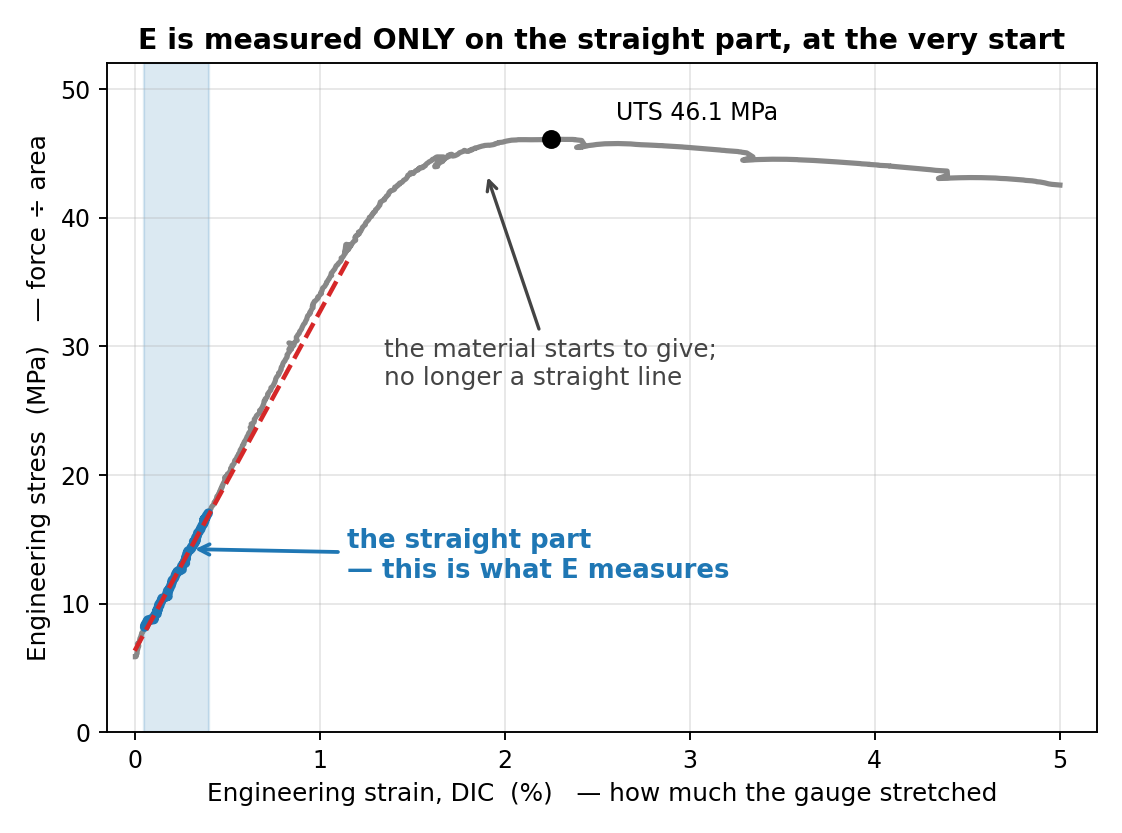 E is measured ONLY on the straight part, at the very start
Engineering stress  (MPa)   — force ÷ area
50
40
30
20
10
0
UTS 46.1 MPa
the material starts to give;
no longer a straight line
the straight part
— this is what E measures
0
1
2
3
4
5
Engineering strain, DIC  (%)   — how much the gauge stretched